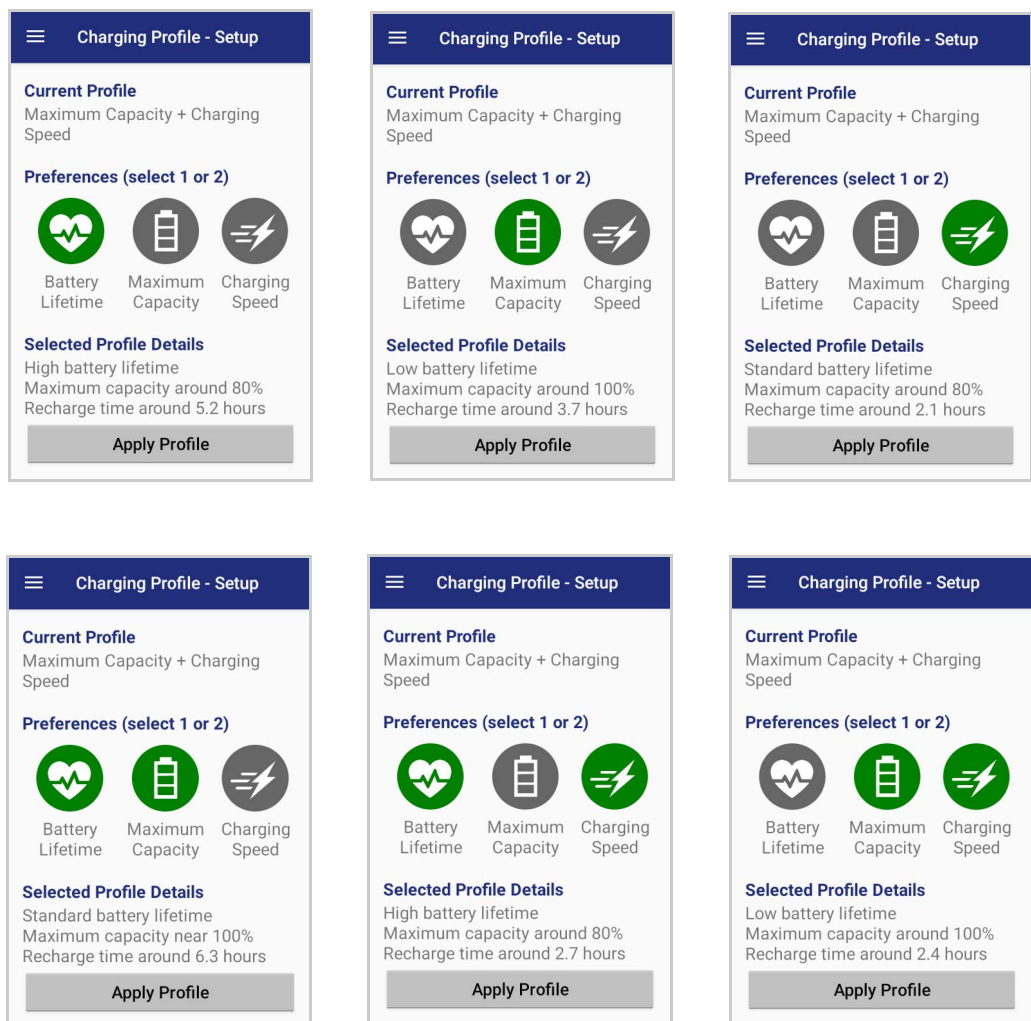 Charging Profile - Setup
Current Profile
Maximum Capacity + Charging
Speed
Preferences (select 1 or 2)
Battery
Lifetime
Maximum
Capacity
Charging
Speed
Selected Profile Details
High battery lifetime
Maximum capacity around 80%
Recharge time around 5.2 hours
Apply Profile
Charging Profile - Setup
Current Profile
Maximum Capacity + Charging
Speed
Preferences (select 1 or 2)
Battery
Lifetime
Maximum
Capacity
Charging
Speed
Selected Profile Details
Low battery lifetime
Maximum capacity around 100%
Recharge time around 3.7 hours
Apply Profile
Charging Profile - Setup
Current Profile
Maximum Capacity + Charging
Speed
Preferences (select 1 or 2)
Battery
Lifetime
Maximum
Capacity
Charging
Speed
Selected Profile Details
Standard battery lifetime
Maximum capacity around 80%
Recharge time around 2.1 hours
Apply Profile
Charging Profile - Setup
Current Profile
Maximum Capacity + Charging
Speed
Preferences (select 1 or 2)
Battery
Lifetime
Maximum
Capacity
Charging
Speed
Selected Profile Details
Standard battery lifetime
Maximum capacity near 100%
Recharge time around 6.3 hours
Apply Profile
Charging Profile - Setup
Current Profile
Maximum Capacity + Charging
Speed
Preferences (select 1 or 2)
Battery
Lifetime
Maximum
Capacity
Charging
Speed
Selected Profile Details
High battery lifetime
Maximum capacity around 80%
Recharge time around 2.7 hours
Apply Profile
Charging Profile - Setup
Current Profile
Maximum Capacity + Charging
Speed
Preferences (select 1 or 2)
Battery
Lifetime
Maximum
Capacity
Charging
Speed
Selected Profile Details
Low battery lifetime
Maximum capacity around 100%
Recharge time around 2.4 hours
Apply Profile